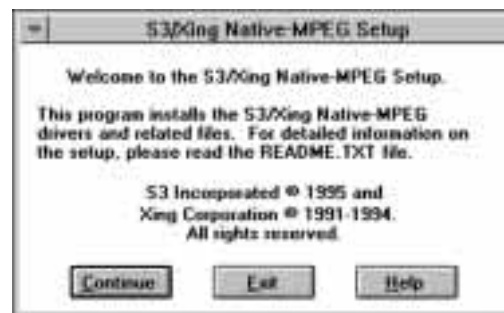 S3/Xing Native-MPEG Setup
Welcome to the S3/Xing Native-MPEG Setup.
This program installs the S3/Xing Native-MPEG
drivers and related files. For detailed information on
the setup, please read the README.TXT file.
S3 Incorporated © 1995 and
Xing Corporation © 1991-1994.
All rights reserved.
Continue
Exit
Help